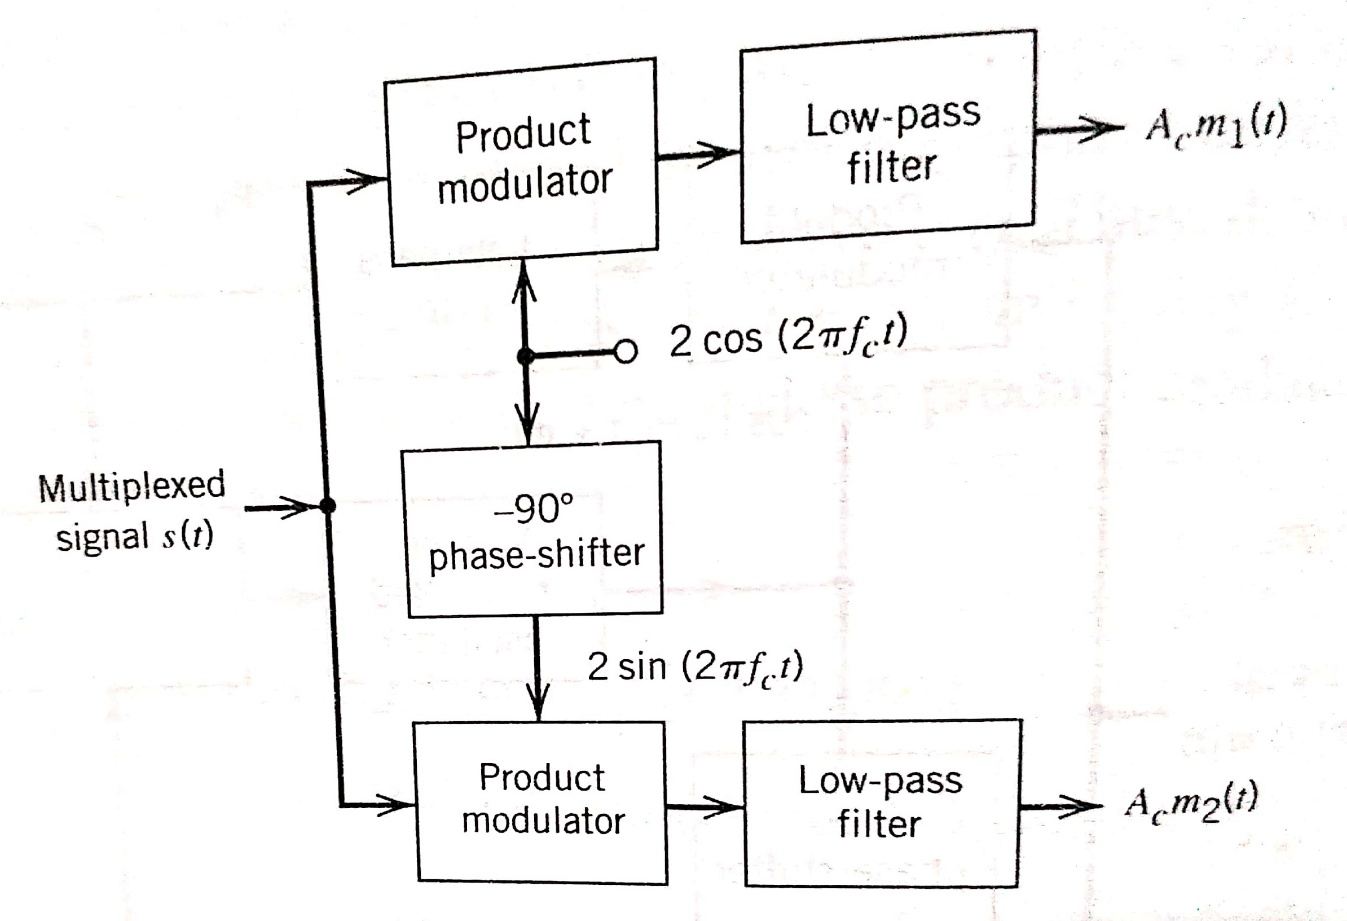 Product
modulator
Low-pass
filter
A_c m_1(t)
2 cos (2πf_c t)
Multiplexed
signal s(t)
–90°
phase-shifter
2 sin (2πf_c t)
Product
modulator
Low-pass
filter
A_c m_2(t)